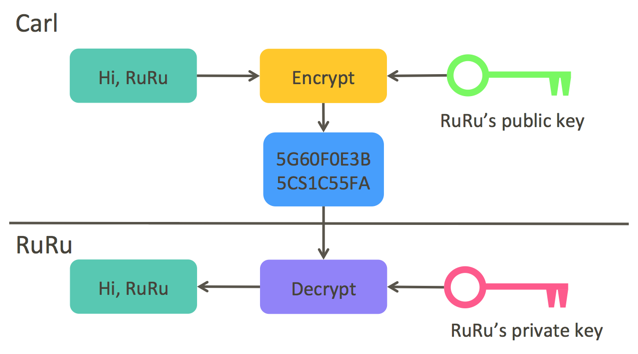 Carl
Hi, RuRu
Encrypt
RuRu's public key
5G60F0E3B
5CS1C55FA
RuRu
Hi, RuRu
Decrypt
RuRu's private key